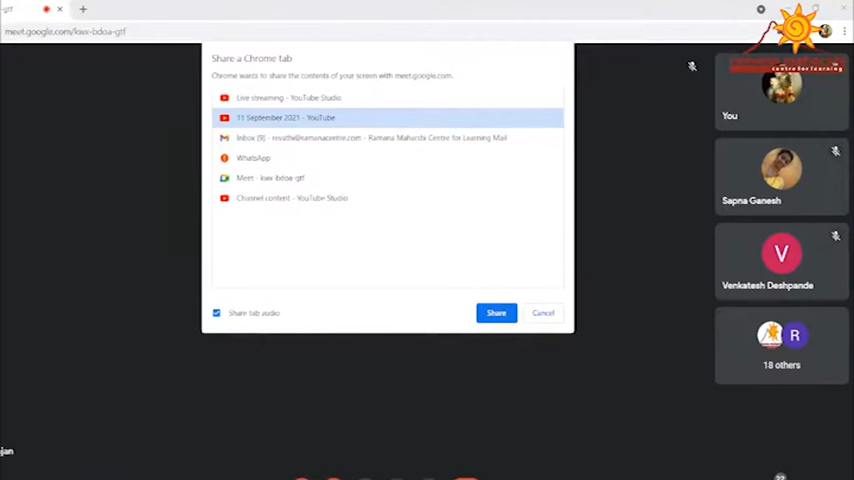 -gtf
meet.google.com/kwx-bdoa-gtf
Share a Chrome tab
Chrome wants to share the contents of your screen with meet.google.com.
Live streaming - YouTube Studio
11 September 2021 - YouTube
Inbox (9) - revathi@ramanacentre.com - Ramana Maharshi Centre for Learning Mail
WhatsApp
Meet - kwx-bdoa-gtf
Channel content - YouTube Studio
Share tab audio
Share
Cancel
centre for learning
You
Sapna Ganesh
V
Venkatesh Deshpande
R
18 others
jan
22